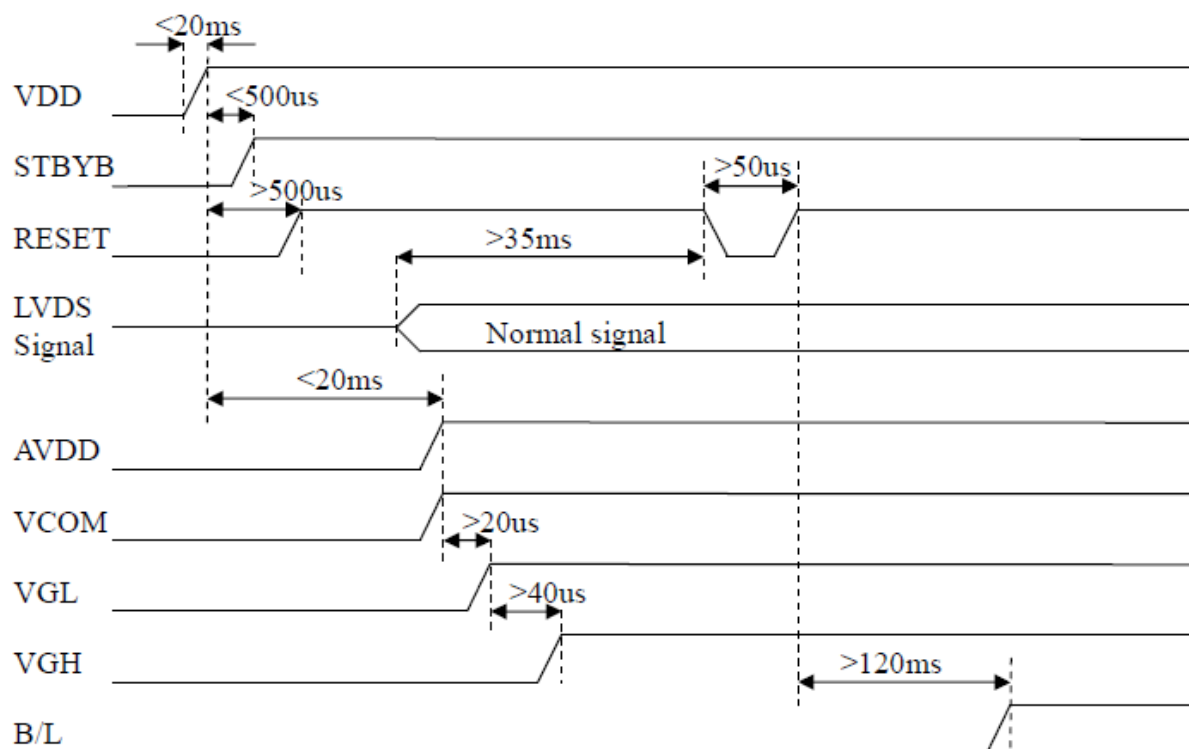 <20ms
VDD
<500us
STBYB
>500us
>50us
RESET
>35ms
LVDS
Signal
Normal signal
<20ms
AVDD
VCOM
>20us
VGL
>40us
VGH
>120ms
B/L